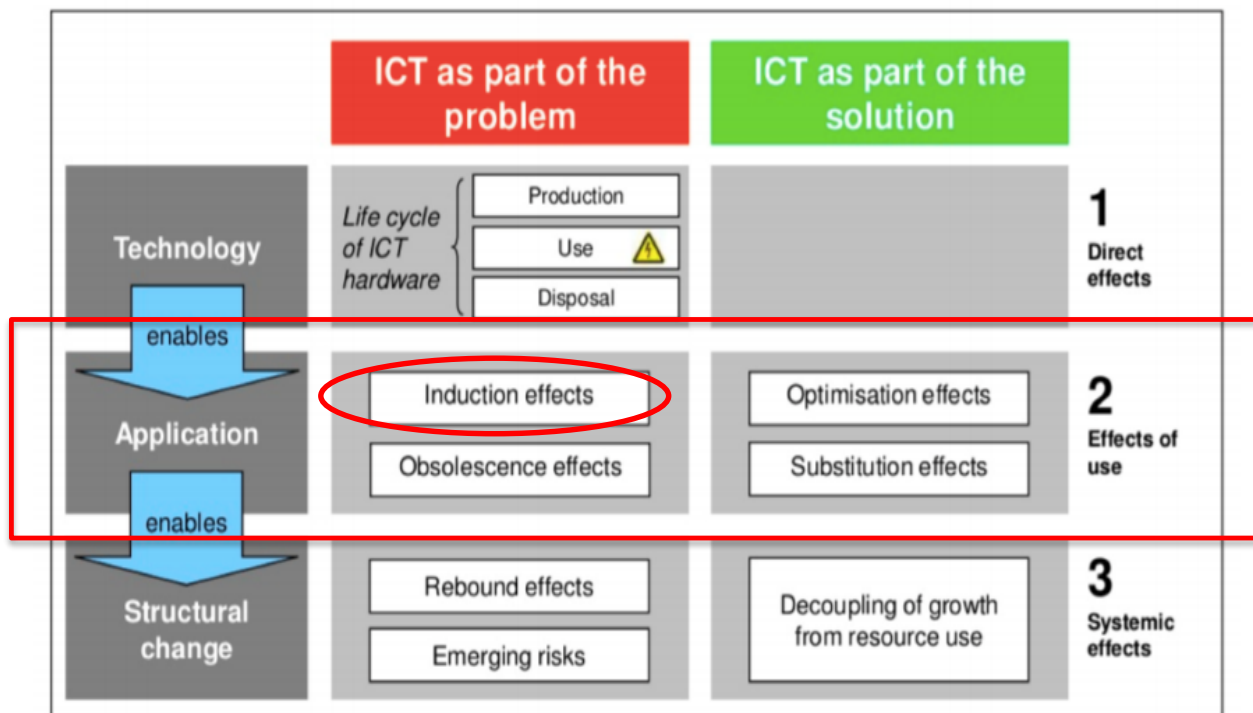 ICT as part of the
problem
ICT as part of the
solution
Technology
Life cycle
of ICT
hardware
Production
Use
Disposal
1
Direct
effects
enables
Application
Induction effects
Obsolescence effects
Optimisation effects
Substitution effects
2
Effects of
use
enables
Structural
change
Rebound effects
Emerging risks
Decoupling of growth
from resource use
3
Systemic
effects